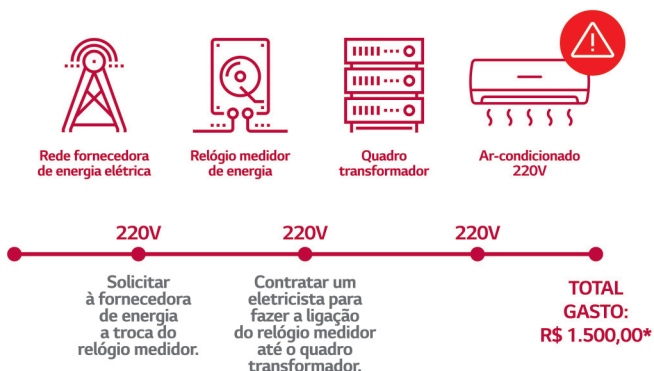 Rede fornecedora
de energia elétrica
Relógio medidor
de energia
Quadro
transformador
Ar-condicionado
220V
220V
220V
220V
Solicitar
à fornecedora
de energia
a troca do
relógio medidor.
Contratar um
eletricista para
fazer a ligação
do relógio medidor
até o quadro
transformador.
TOTAL
GASTO:
R$ 1.500,00*